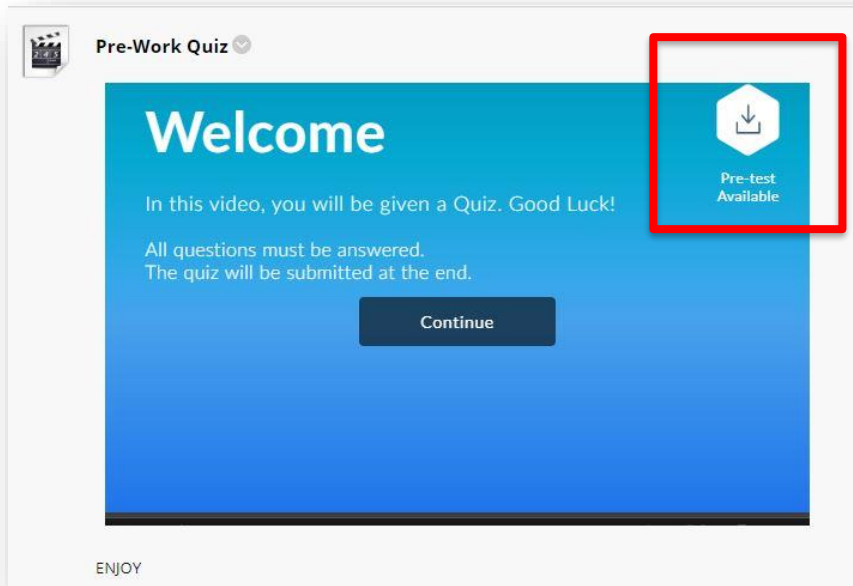 Pre-Work Quiz
Welcome
Pre-test
Available
In this video, you will be given a Quiz. Good Luck!
All questions must be answered.
The quiz will be submitted at the end.
Continue
ENJOY